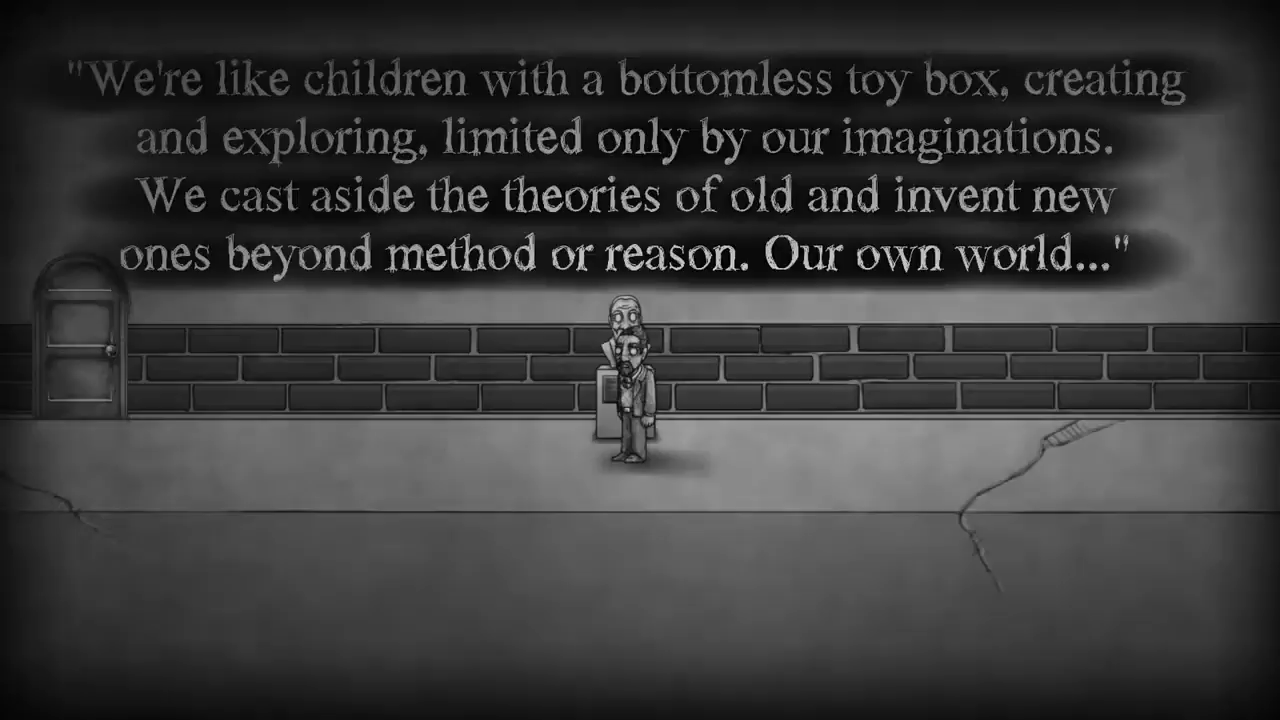 "We're like children with a bottomless toy box, creating
and exploring, limited only by our imaginations.
We cast aside the theories of old and invent new
ones beyond method or reason. Our own world..."